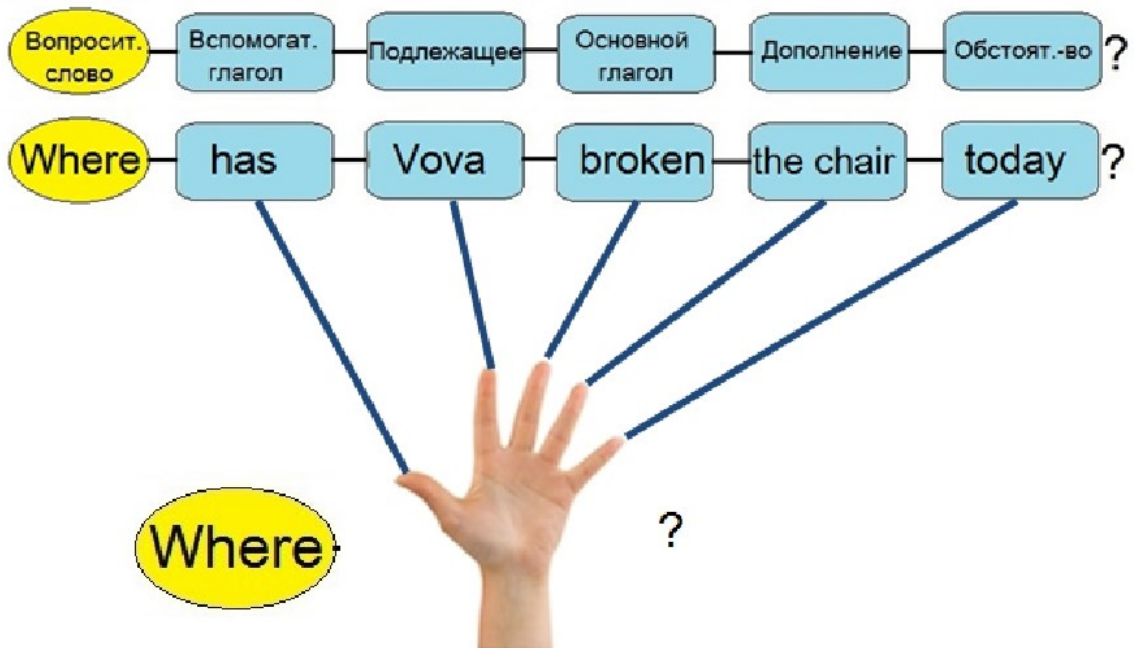 Вопросит. слово Вспомогат. глагол Подлежащее Основной глагол Дополнение Обстоят.-во ?
Where has Vova broken the chair today ?
Where ?